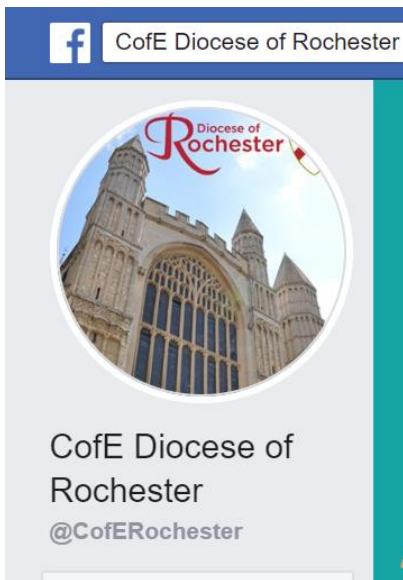 CofE Diocese of Rochester
Diocese of
Rochester
CofE Diocese of
Rochester
@CofERochester